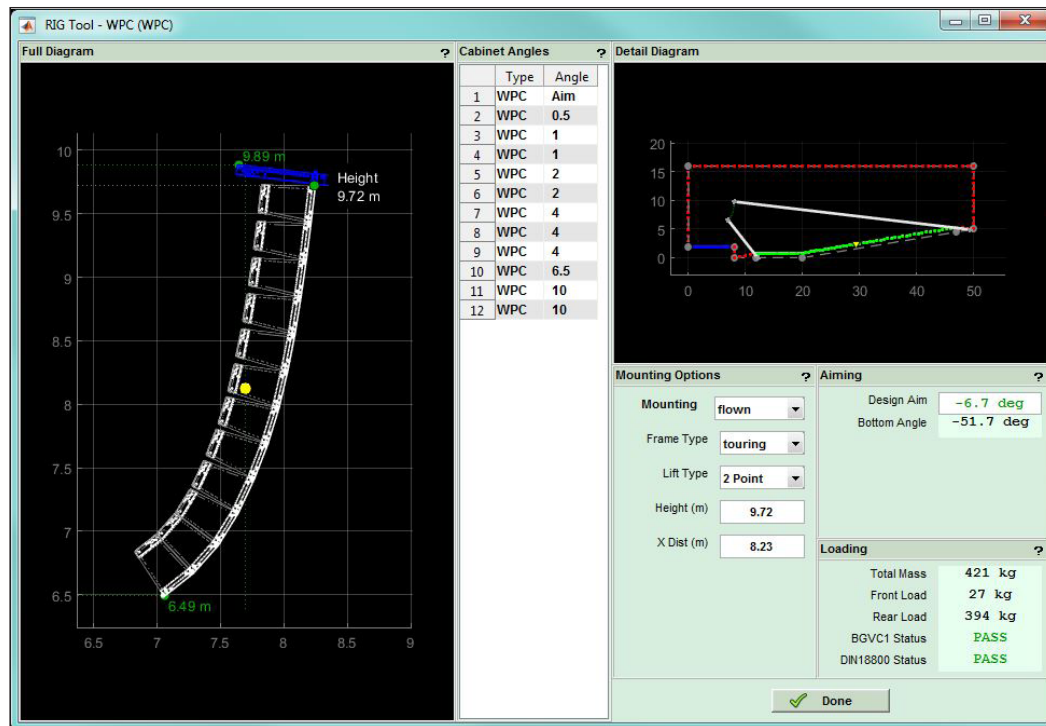 RIG Tool - WPC (WPC)
Full Diagram ?
10
9.5
9
8.5
8
7.5
7
6.5
6.5 7 7.5 8 8.5 9
9.89 m
Height
9.72 m
6.49 m
Cabinet Angles ?
Type Angle
1 WPC Aim
2 WPC 0.5
3 WPC 1
4 WPC 1
5 WPC 2
6 WPC 2
7 WPC 4
8 WPC 4
9 WPC 4
10 WPC 6.5
11 WPC 10
12 WPC 10
Detail Diagram
20
15
10
5
0
0 10 20 30 40 50
Mounting Options ?
Mounting flown
Frame Type touring
Lift Type 2 Point
Height (m) 9.72
X Dist (m) 8.23
Aiming ?
Design Aim -6.7 deg
Bottom Angle -51.7 deg
Loading ?
Total Mass 421 kg
Front Load 27 kg
Rear Load 394 kg
BGVC1 Status PASS
DIN18800 Status PASS
Done